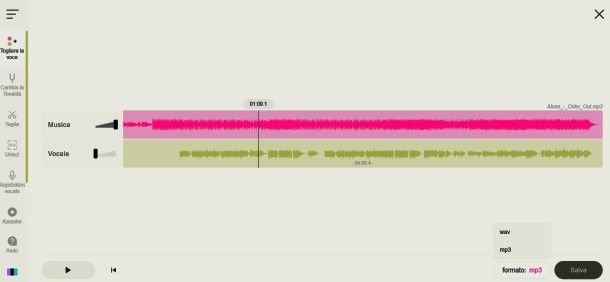 Togliere la
voce
Cambia la
Tonalità
Taglia
Unisci
Registratore
vocale
Karaoke
Aiuto
01:09.1
Alone_-_Color_Out.mp3
Musica
Vocale
04:05.4
wav
mp3
formato: mp3
Salva